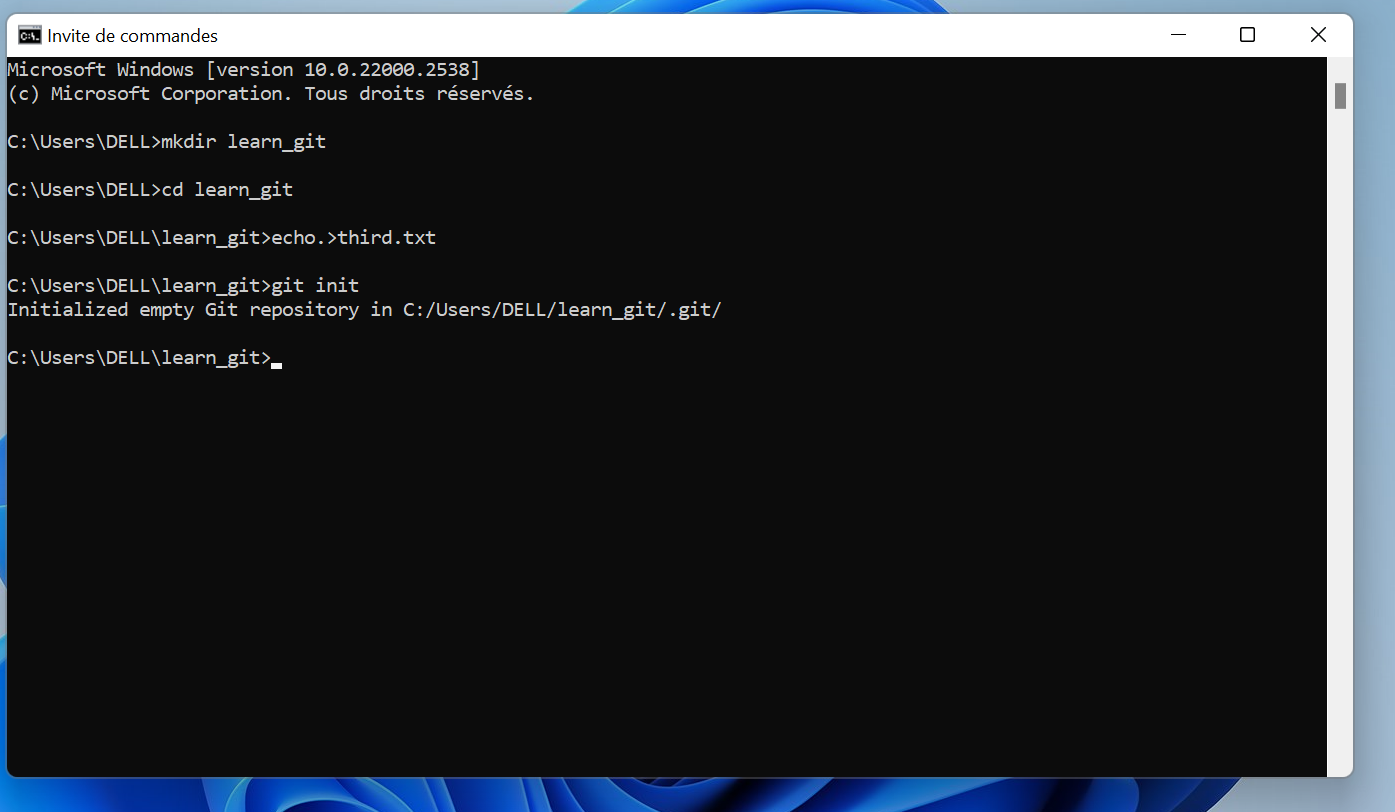 Invite de commandes
Microsoft Windows [version 10.0.22000.2538]
(c) Microsoft Corporation. Tous droits réservés.
C:\Users\DELL>mkdir learn_git
C:\Users\DELL>cd learn_git
C:\Users\DELL\learn_git>echo.>third.txt
C:\Users\DELL\learn_git>git init
Initialized empty Git repository in C:/Users/DELL/learn_git/.git/
C:\Users\DELL\learn_git>